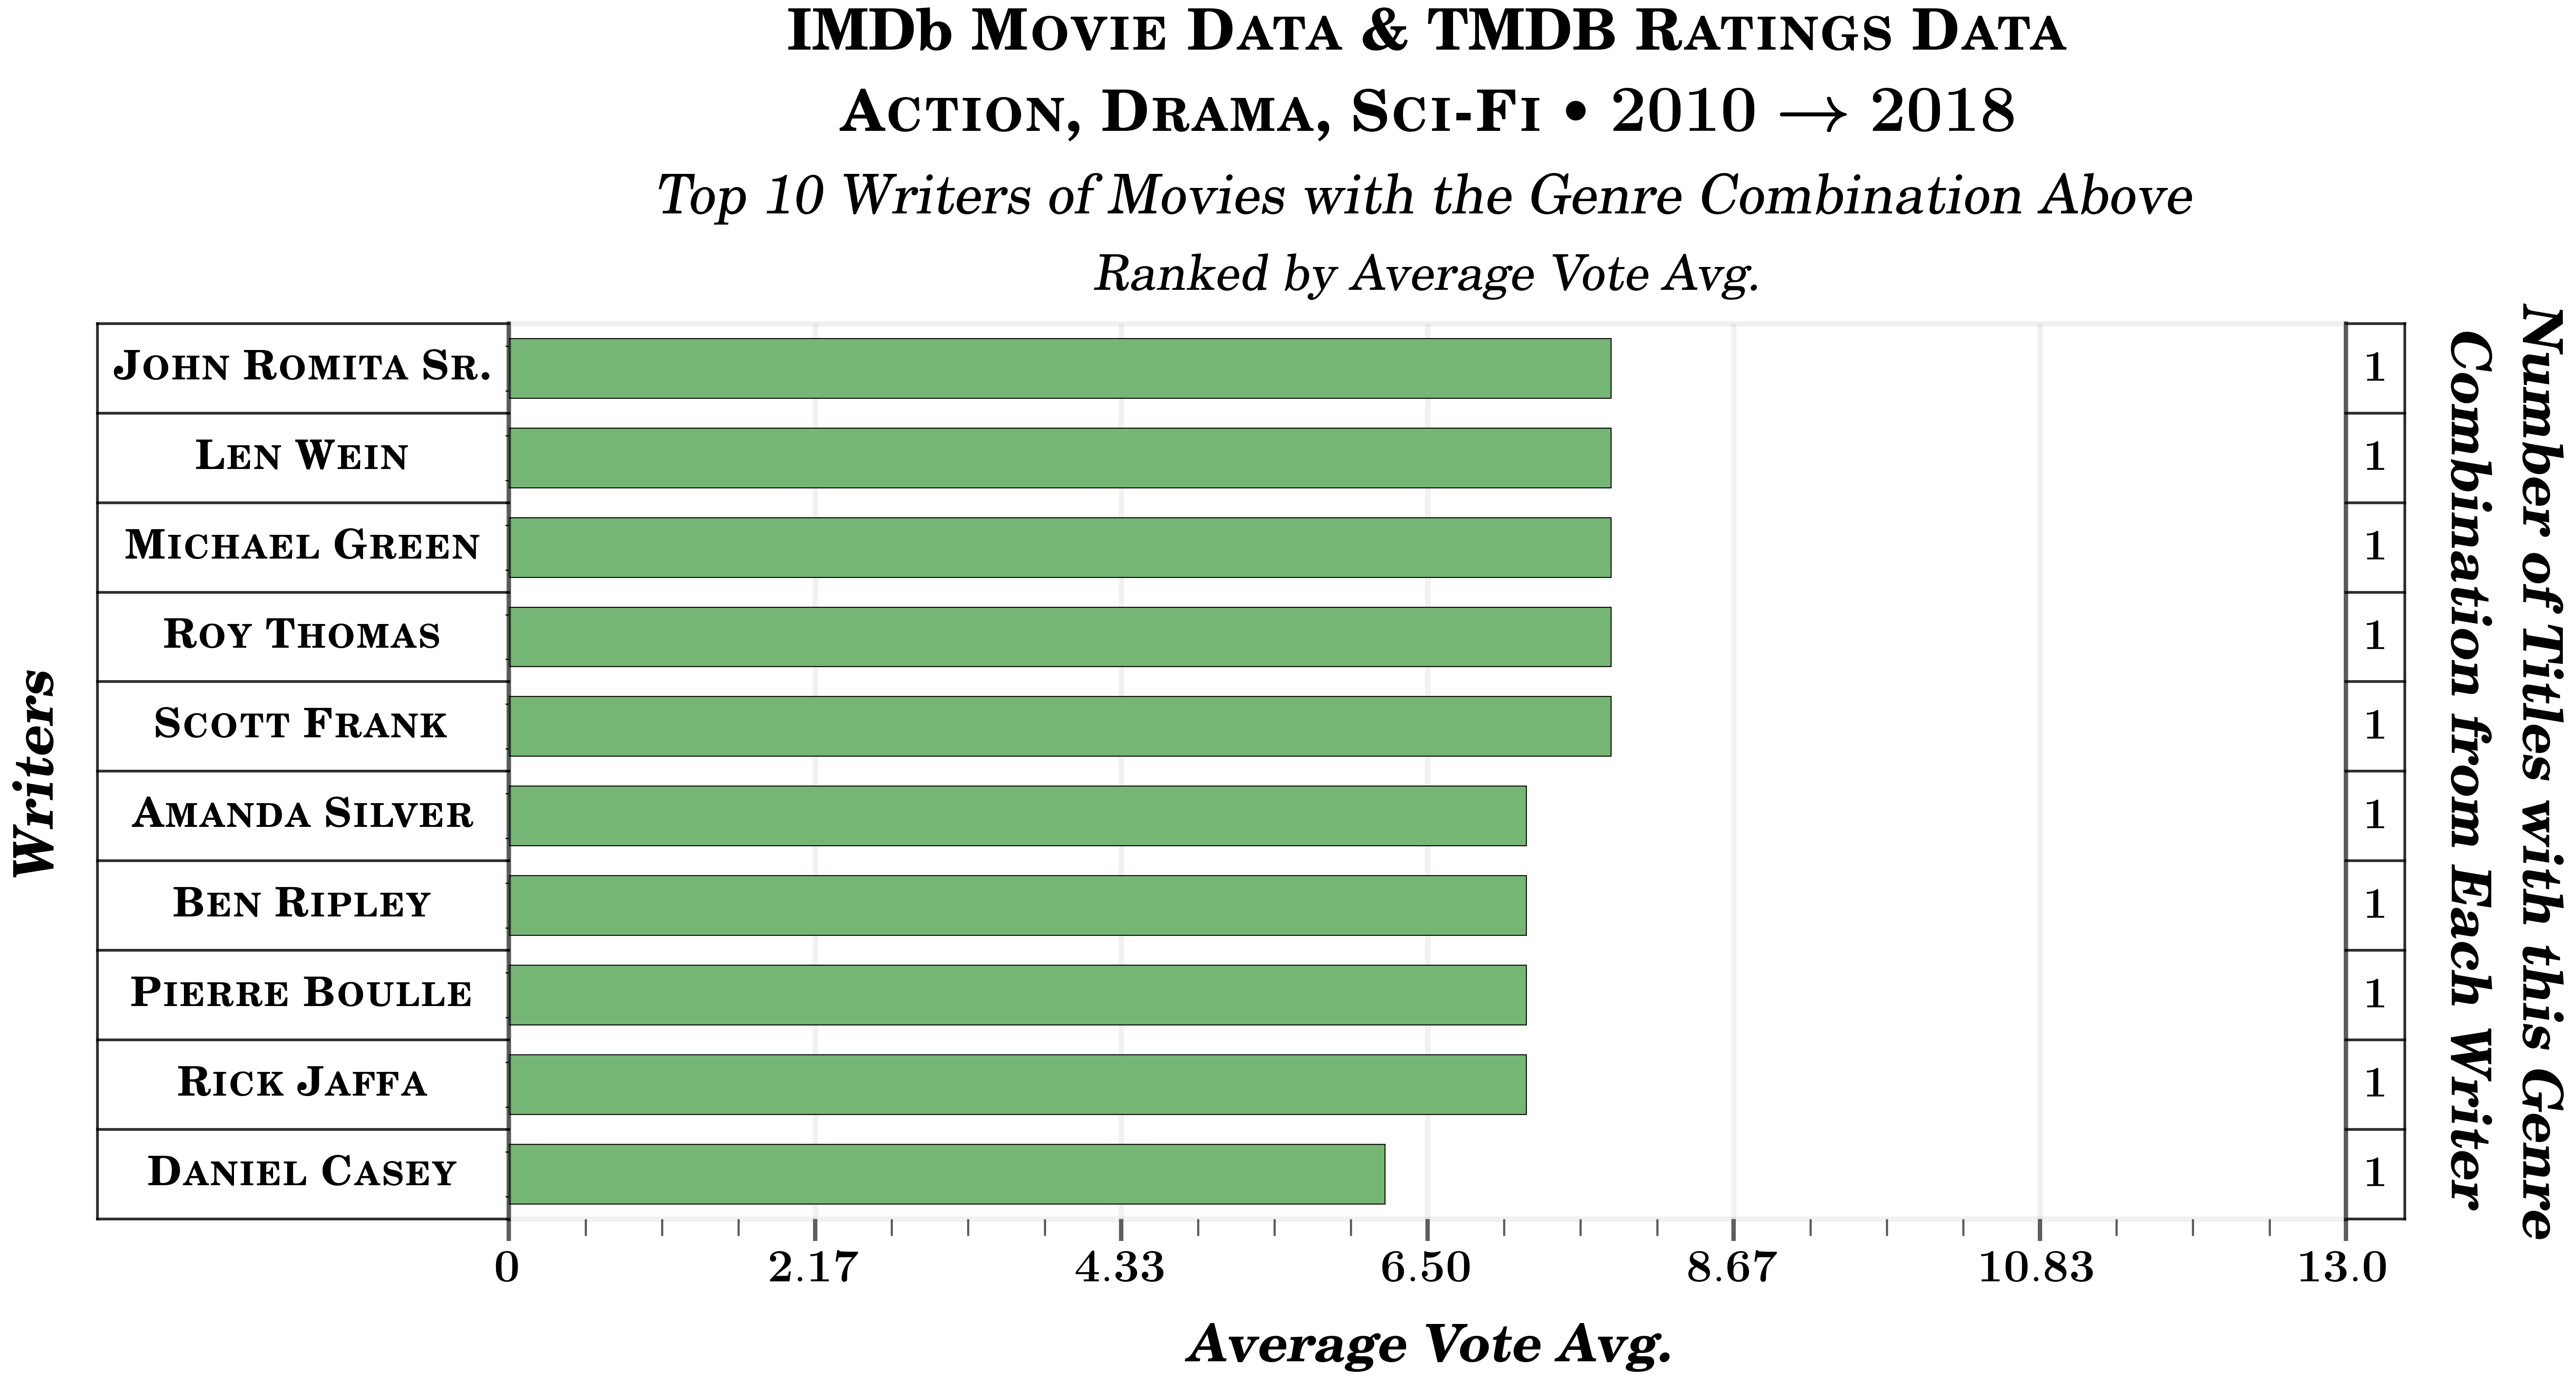 IMDb Movie Data & TMDB Ratings Data
Action, Drama, Sci-Fi • 2010 → 2018
Top 10 Writers of Movies with the Genre Combination Above
Ranked by Average Vote Avg.
Writers
John Romita Sr. 1
Len Wein 1
Michael Green 1
Roy Thomas 1
Scott Frank 1
Amanda Silver 1
Ben Ripley 1
Pierre Boulle 1
Rick Jaffa 1
Daniel Casey 1
0 2.17 4.33 6.50 8.67 10.83 13.0
Average Vote Avg.
Number of Titles with this Genre
Combination from Each Writer